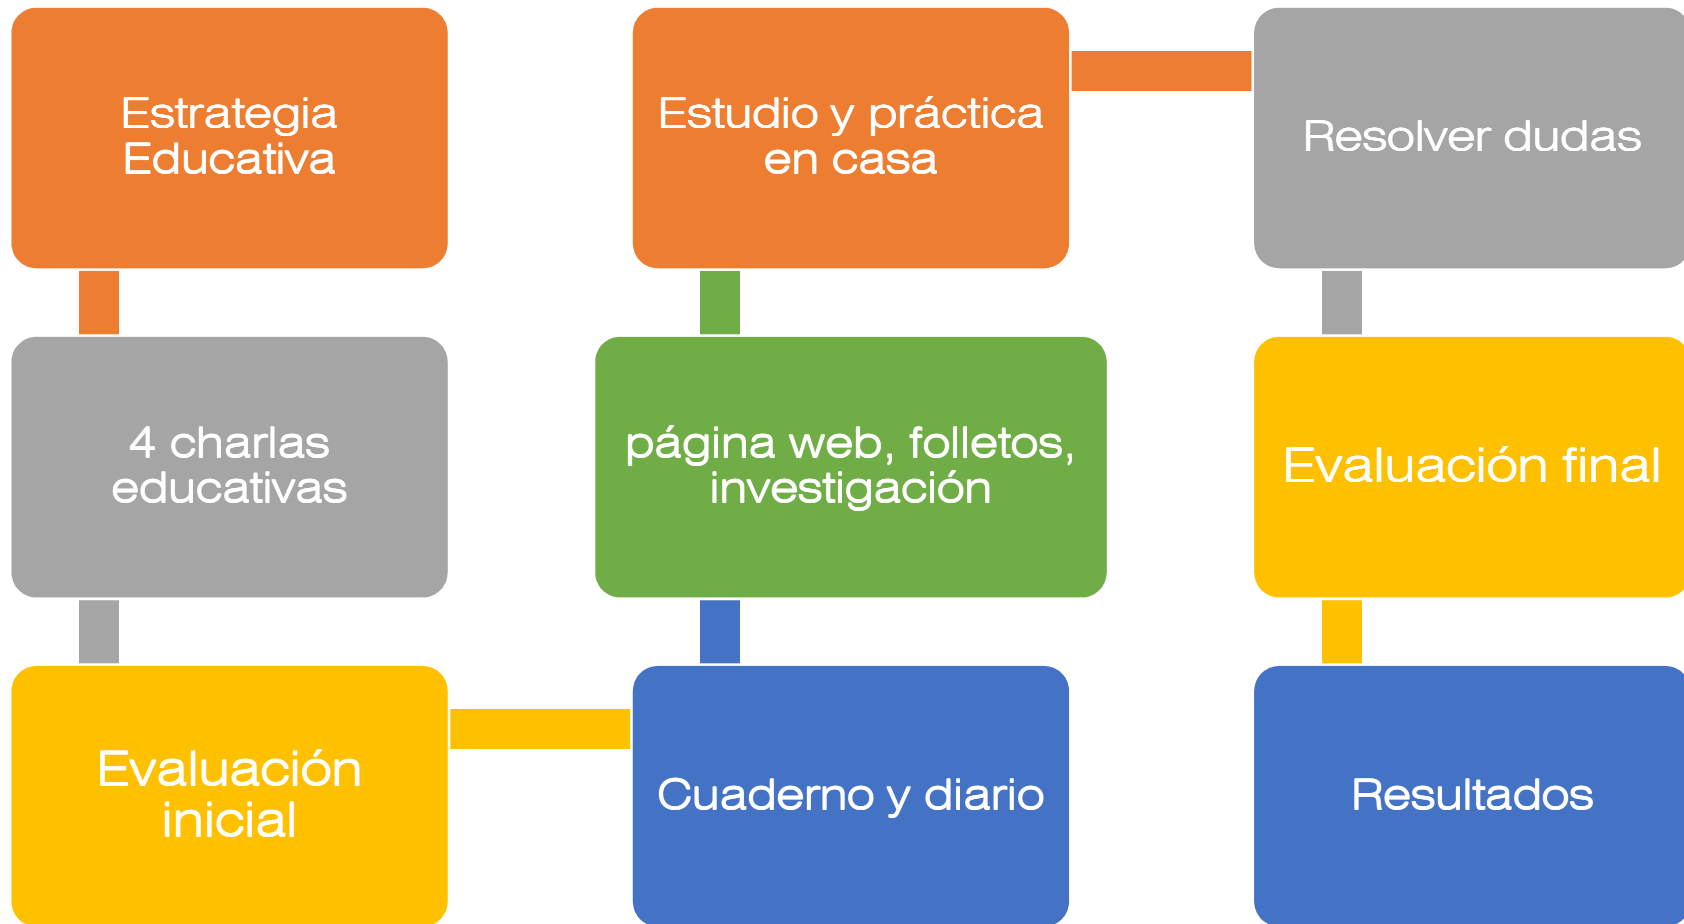 Estrategia
Educativa
4 charlas
educativas
Evaluación
inicial
Cuaderno y diario
página web, folletos,
investigación
Estudio y práctica
en casa
Resolver dudas
Evaluación final
Resultados